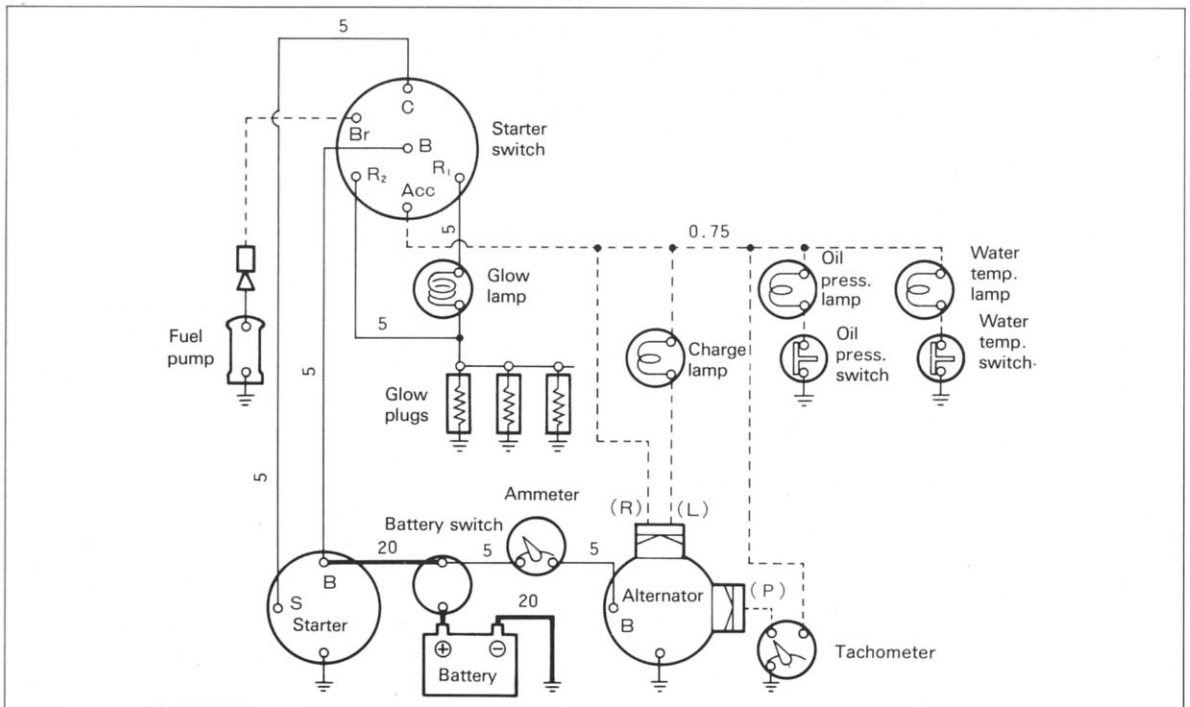 5
C
Br
B
Starter
switch
R₂
R₁
Acc
5
0.75
Glow
lamp
Oil
press.
lamp
Water
temp.
lamp
Fuel
pump
5
5
Charge
lamp
Oil
press.
switch
Water
temp.
switch-
Glow
plugs
5
Ammeter
(R) (L)
Battery switch
20
5
5
B
S
Starter
20
Alternator
B
(P)
⊕ ⊖
Battery
Tachometer